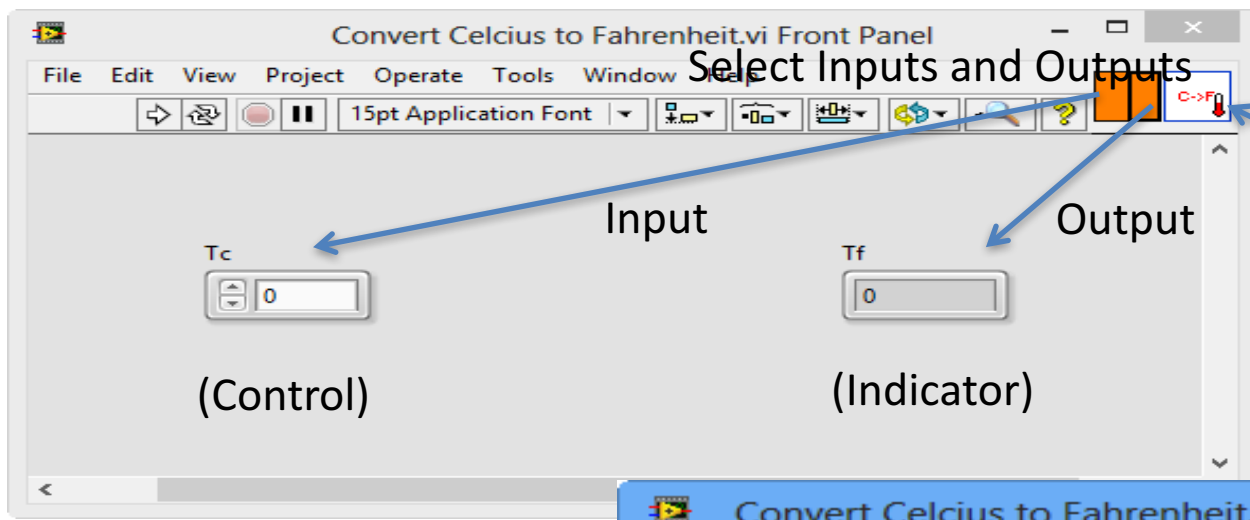 Convert Celcius to Fahrenheit.vi Front Panel
Select Inputs and Outputs
File Edit View Project Operate Tools Window Help
15pt Application Font
C->F
Input
Output
Tc
Tf
0
0
(Control)
(Indicator)
Convert Celcius to Fahrenheit